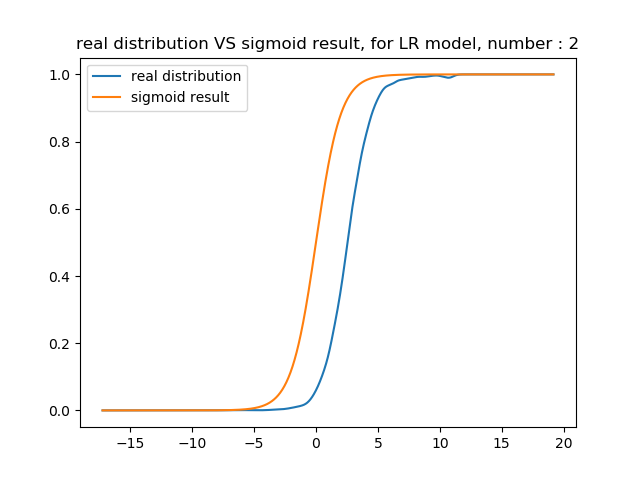 real distribution VS sigmoid result, for LR model, number : 2
real distribution
sigmoid result
1.0
0.8
0.6
0.4
0.2
0.0
−15 −10 −5 0 5 10 15 20